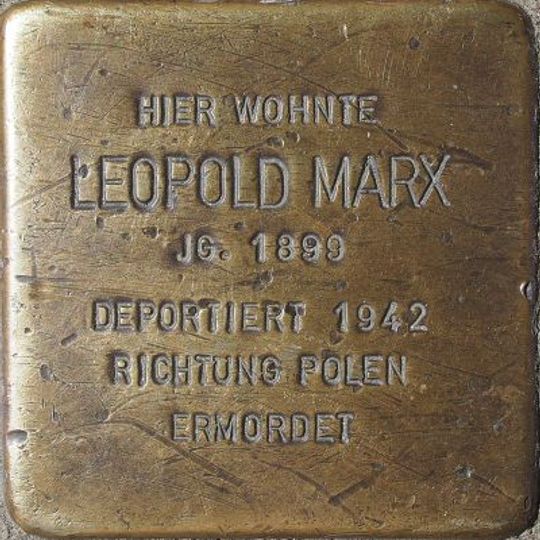 HIER WOHNTE
LEOPOLD MARX
JG. 1899
DEPORTIERT 1942
RICHTUNG POLEN
ERMORDET